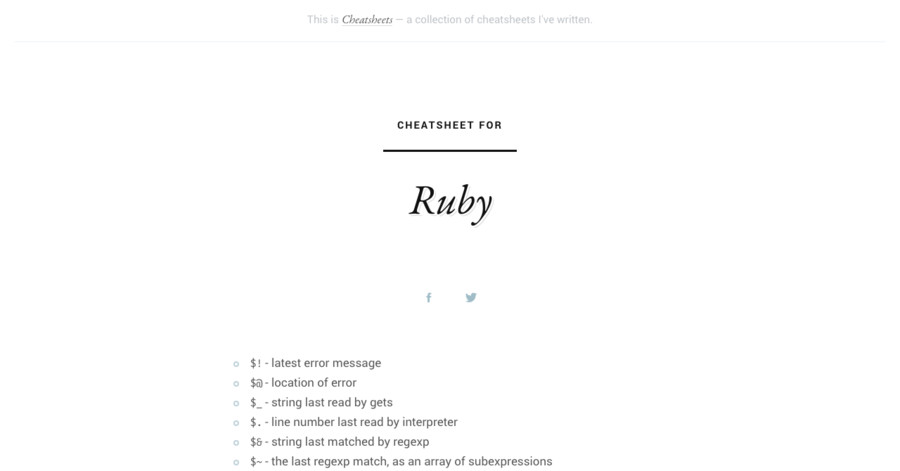 This is Cheatsheets — a collection of cheatsheets I've written.
CHEATSHEET FOR
Ruby
$! - latest error message
$@ - location of error
$_ - string last read by gets
$. - line number last read by interpreter
$& - string last matched by regexp
$~ - the last regexp match, as an array of subexpressions